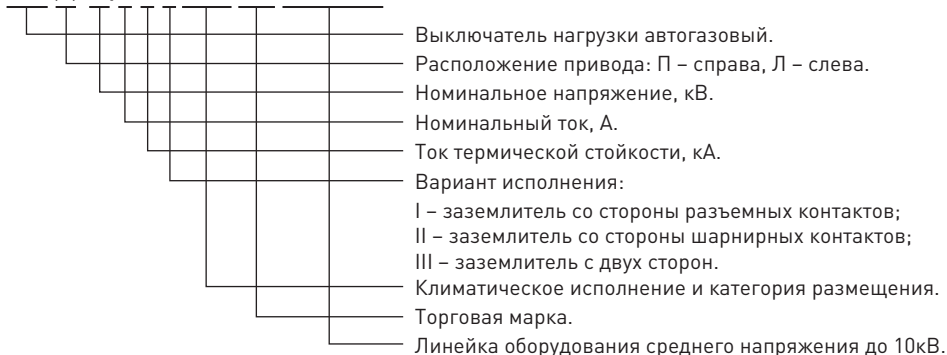 Выключатель нагрузки автогазовый.
Расположение привода: П – справа, Л – слева.
Номинальное напряжение, кВ.
Номинальный ток, А.
Ток термической стойкости, кА.
Вариант исполнения:
I – заземлитель со стороны разъемных контактов;
II – заземлитель со стороны шарнирных контактов;
III – заземлитель с двух сторон.
Климатическое исполнение и категория размещения.
Торговая марка.
Линейка оборудования среднего напряжения до 10кВ.